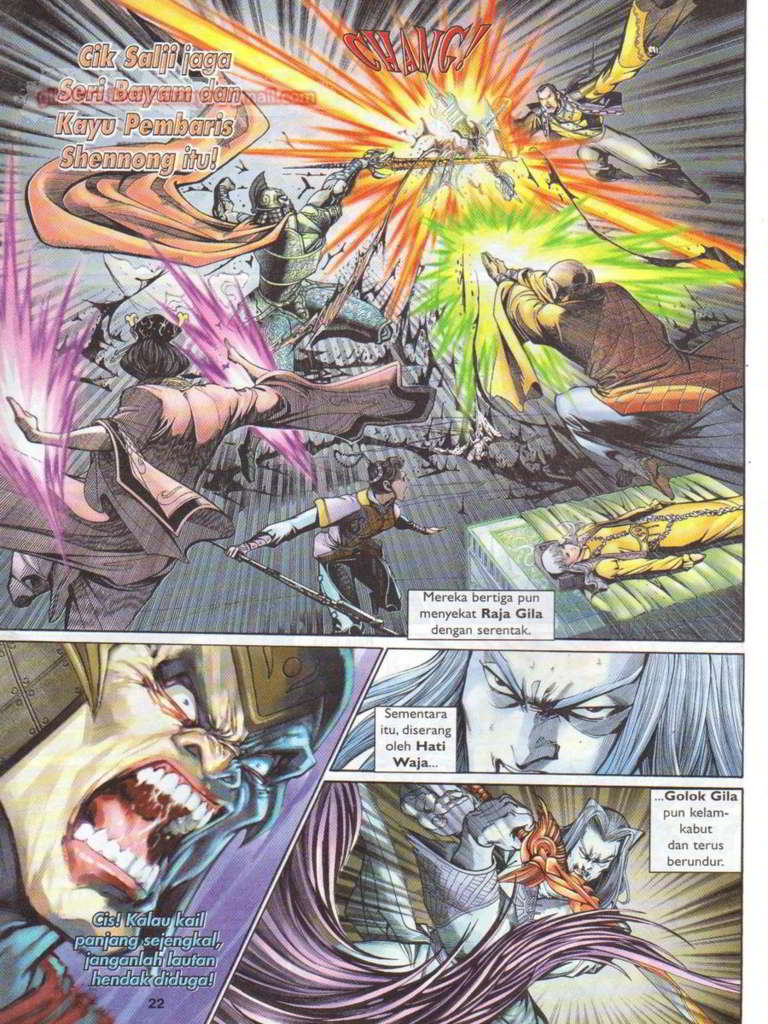 CHANG!
Cik Salji jaga
Seri Bayam dan
Kayu Pembaris
Shennong itu!
Mereka bertiga pun
menyekat Raja Gila
dengan serentak.
Sementara
itu, diserang
oleh Hati
Waja...
...Golok Gila
pun kelam-
kabut
dan terus
berundur.
Cis! Kalau kail
panjang sejengkal,
janganlah lautan
hendak diduga!
22